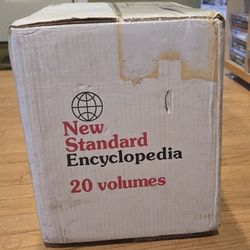 New
Standard
Encyclopedia
20 volumes